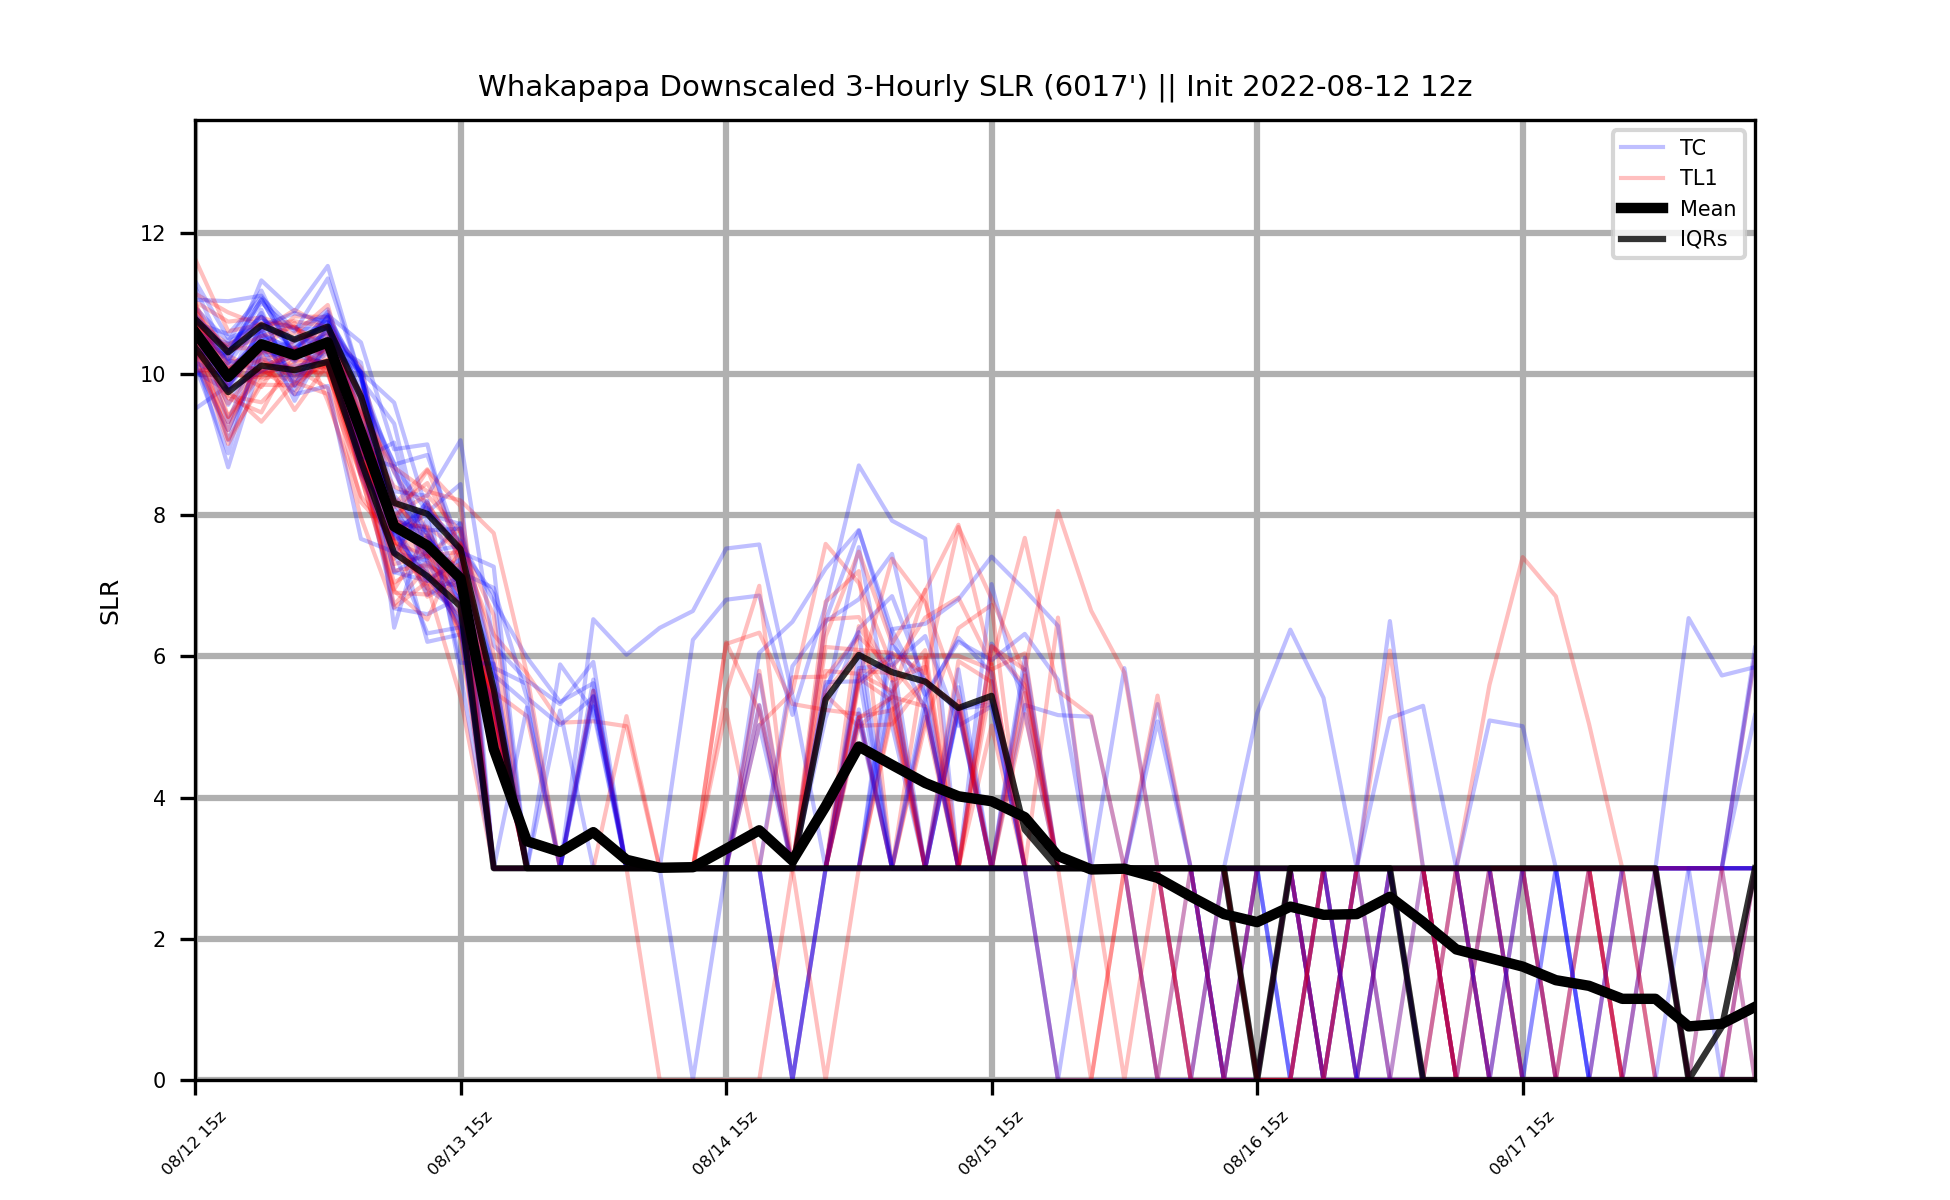 Whakapapa Downscaled 3-Hourly SLR (6017') || Init 2022-08-12 12z
TC
TL1
Mean
IQRs
SLR
12
10
8
6
4
2
0
08/12 15z
08/13 15z
08/14 15z
08/15 15z
08/16 15z
08/17 15z